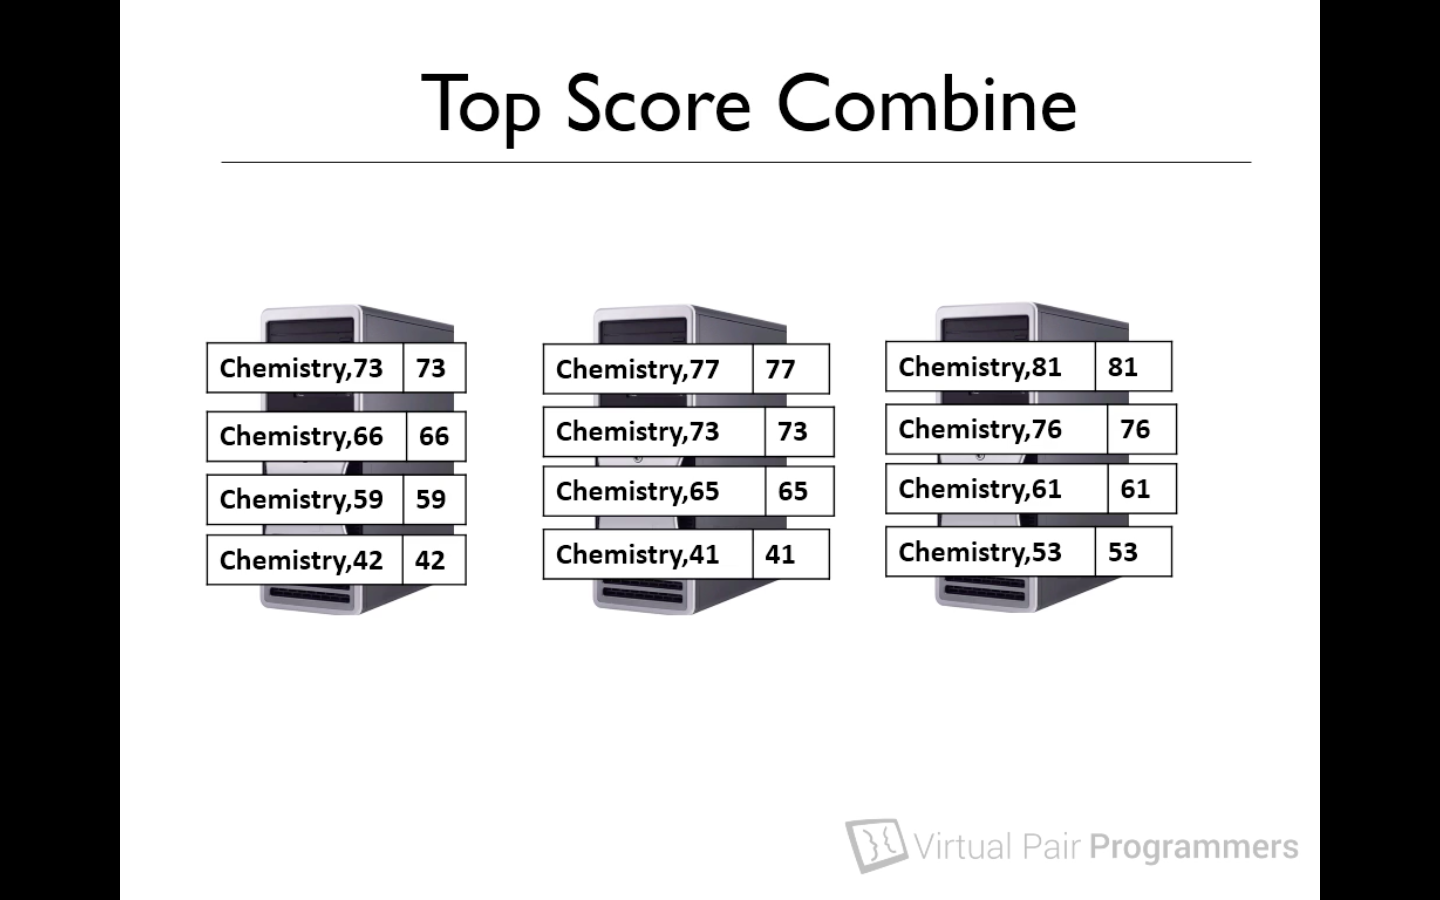 Top Score Combine
Chemistry,73 73
Chemistry,66 66
Chemistry,59 59
Chemistry,42 42
Chemistry,77 77
Chemistry,73 73
Chemistry,65 65
Chemistry,41 41
Chemistry,81 81
Chemistry,76 76
Chemistry,61 61
Chemistry,53 53
Virtual Pair Programmers